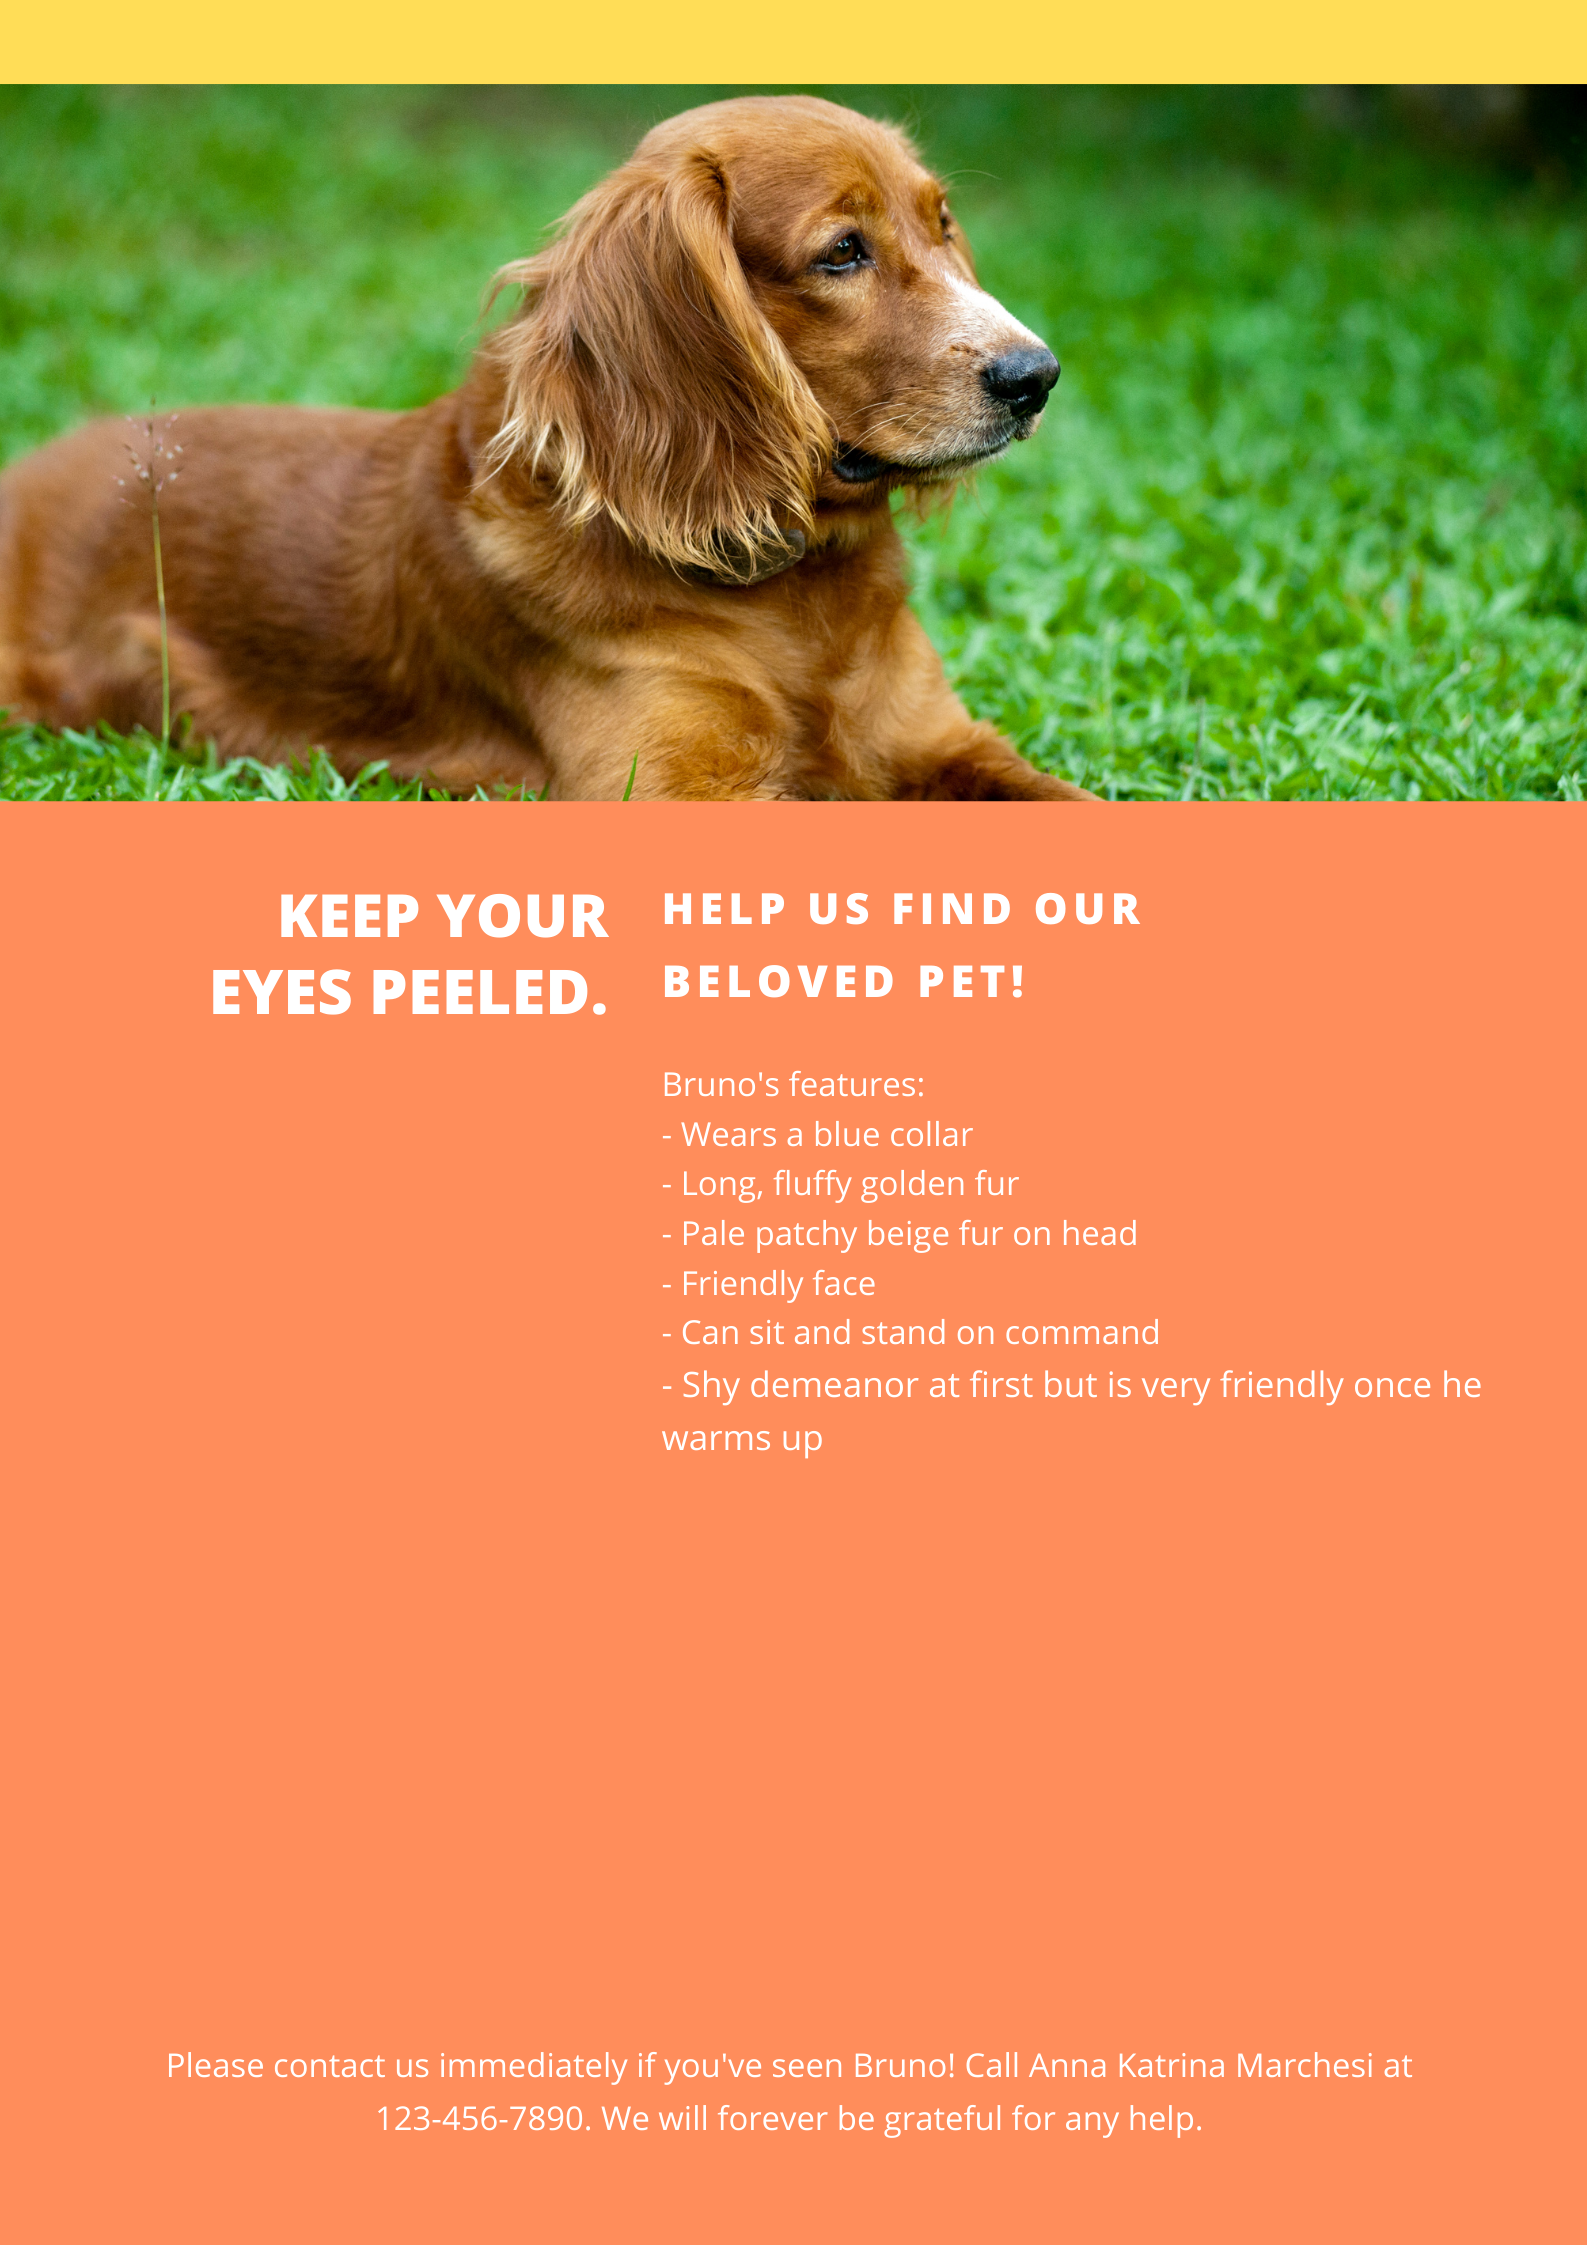 KEEP YOUR
EYES PEELED.
HELP US FIND OUR
BELOVED PET!
Bruno's features:
- Wears a blue collar
- Long, fluffy golden fur
- Pale patchy beige fur on head
- Friendly face
- Can sit and stand on command
- Shy demeanor at first but is very friendly once he
warms up
Please contact us immediately if you've seen Bruno! Call Anna Katrina Marchesi at
123-456-7890. We will forever be grateful for any help.